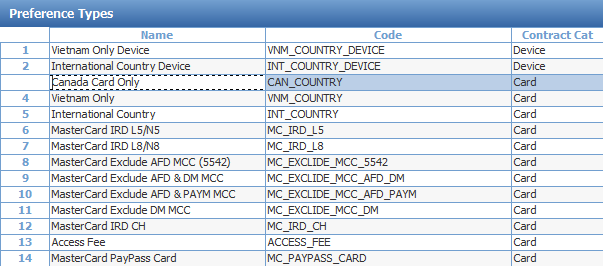 Preference Types
Name Code Contract Cat
1 Vietnam Only Device VNM_COUNTRY_DEVICE Device
2 International Country Device INT_COUNTRY_DEVICE Device
Canada Card Only CAN_COUNTRY Card
4 Vietnam Only VNM_COUNTRY Card
5 International Country INT_COUNTRY Card
6 MasterCard IRD L5/N5 MC_IRD_L5 Card
7 MasterCard IRD L8/N8 MC_IRD_L8 Card
8 MasterCard Exclude AFD MCC (5542) MC_EXCLIDE_MCC_5542 Card
9 MasterCard Exclude AFD & DM MCC MC_EXCLIDE_MCC_AFD_DM Card
10 MasterCard Exclude AFD & PAYM MCC MC_EXCLIDE_MCC_AFD_PAYM Card
11 MasterCard Exclude DM MCC MC_EXCLIDE_MCC_DM Card
12 MasterCard IRD CH MC_IRD_CH Card
13 Access Fee ACCESS_FEE Card
14 MasterCard PayPass Card MC_PAYPASS_CARD Card